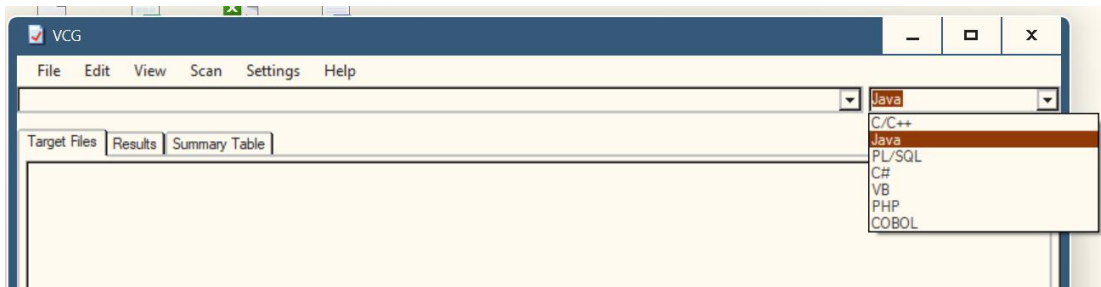 VCG
File Edit View Scan Settings Help
Java
C/C++
Java
PL/SQL
C#
VB
PHP
COBOL
Target Files Results Summary Table